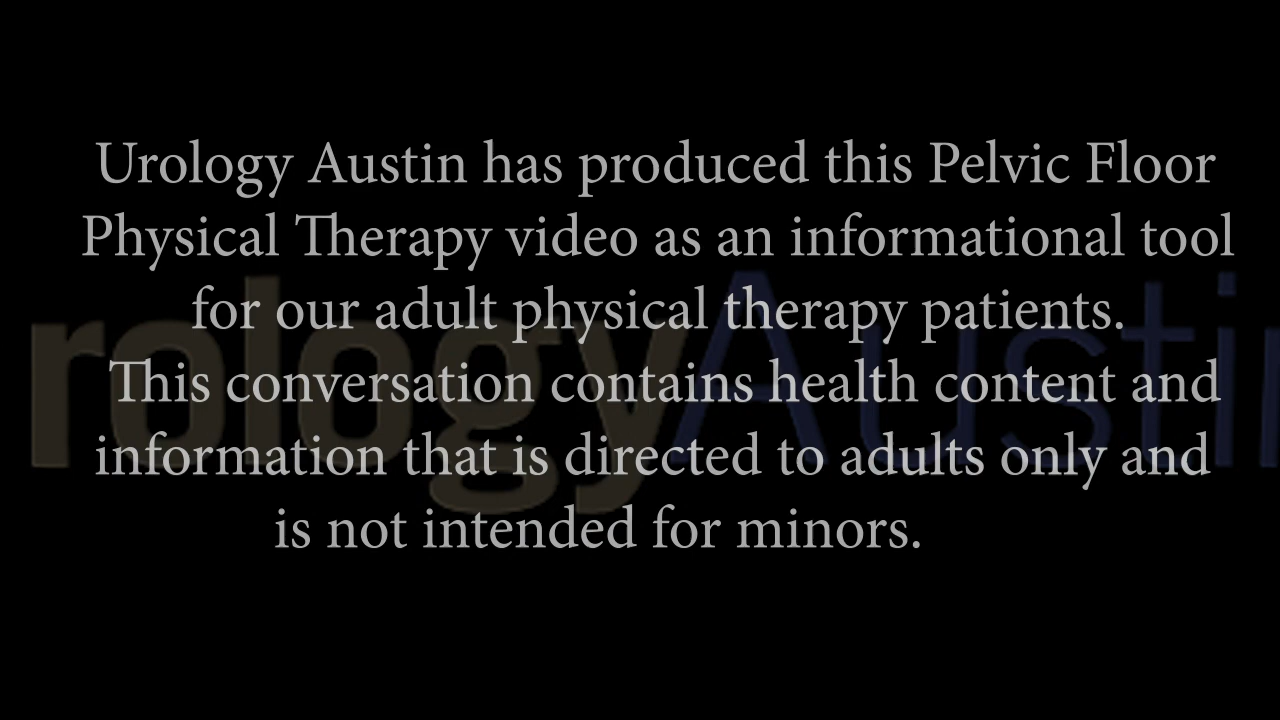 Urology Austin has produced this Pelvic Floor
Physical Therapy video as an informational tool
for our adult physical therapy patients.
This conversation contains health content and
information that is directed to adults only and
is not intended for minors.
rologyAustin